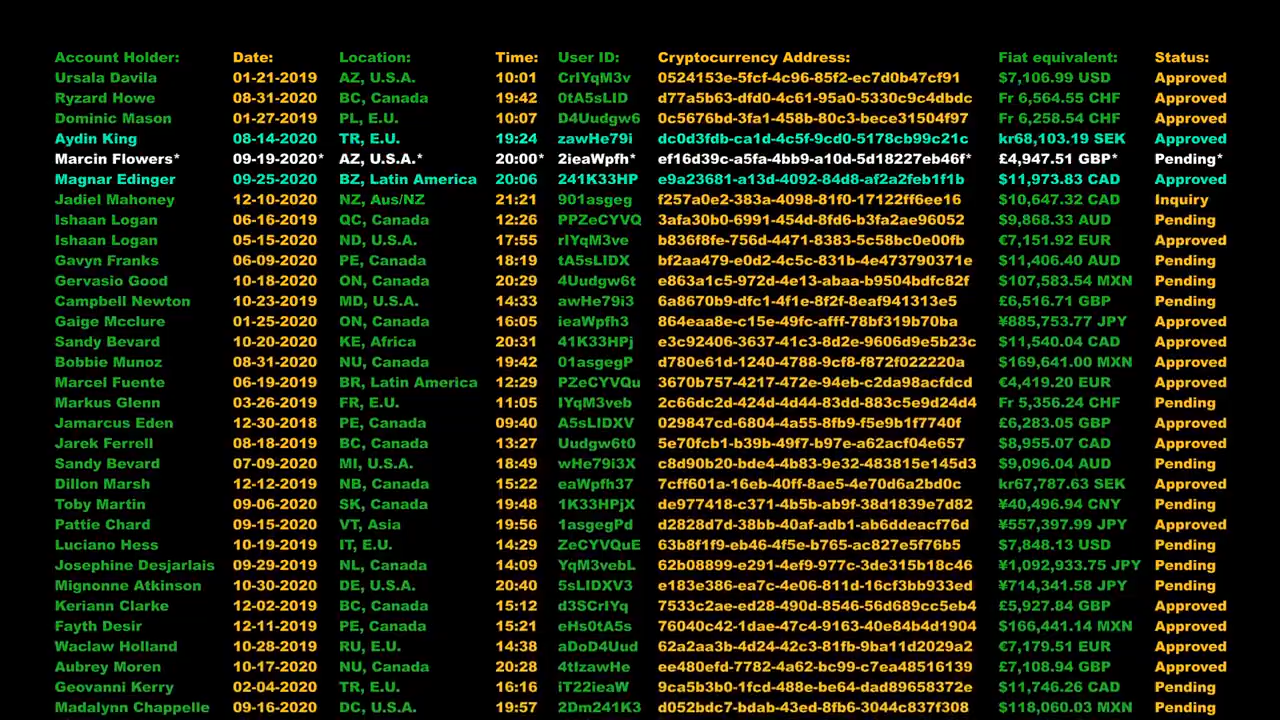 Account Holder: Date: Location: Time: User ID: Cryptocurrency Address: Fiat equivalent: Status:
Ursala Davila 01-21-2019 AZ, U.S.A. 10:01 CrIYqM3v 0524153e-5fcf-4c96-85f2-ec7d0b47cf91 $7,106.99 USD Approved
Ryzard Howe 08-31-2020 BC, Canada 19:42 0tA5sLID d77a5b63-dfd0-4c61-95a0-5330c9c4dbdc Fr 6,564.55 CHF Approved
Dominic Mason 01-27-2019 PL, E.U. 10:07 D4Uudgw6 0c5676bd-3fa1-458b-80c3-bece31504f97 Fr 6,258.54 CHF Approved
Aydin King 08-14-2020 TR, E.U. 19:24 zawHe79i dc0d3fdb-ca1d-4c5f-9cd0-5178cb99c21c kr68,103.19 SEK Approved
Marcin Flowers* 09-19-2020* AZ, U.S.A.* 20:00* 2ieaWpfh* ef16d39c-a5fa-4bb9-a10d-5d18227eb46f* £4,947.51 GBP* Pending*
Magnar Edinger 09-25-2020 BZ, Latin America 20:06 241K33HP e9a23681-a13d-4092-84d8-af2a2feb1f1b $11,973.83 CAD Approved
Jadiel Mahoney 12-10-2020 NZ, Aus/NZ 21:21 901asgeg f257a0e2-383a-4098-81f0-17122ff6ee16 $10,647.32 CAD Inquiry
Ishaan Logan 06-16-2019 QC, Canada 12:26 PPZeCYVQ 3afa30b0-6991-454d-8fd6-b3fa2ae96052 $9,868.33 AUD Pending
Ishaan Logan 05-15-2020 ND, U.S.A. 17:55 rIYqM3ve b836f8fe-756d-4471-8383-5c58bc0e00fb €7,151.92 EUR Approved
Gavyn Franks 06-09-2020 PE, Canada 18:19 tA5sLIDX bf2aa479-e0d2-4c5c-831b-4e473790371e $11,406.40 AUD Pending
Gervasio Good 10-18-2020 ON, Canada 20:29 4Uudgw6t e863a1c5-972d-4e13-abaa-b9504bdfc82f $107,583.54 MXN Pending
Campbell Newton 10-23-2019 MD, U.S.A. 14:33 awHe79i3 6a8670b9-dfc1-4f1e-8f2f-8eaf941313e5 £6,516.71 GBP Pending
Gaige Mcclure 01-25-2020 ON, Canada 16:05 ieaWpfh3 864eaa8e-c15e-49fc-afff-78bf319b70ba ¥885,753.77 JPY Approved
Sandy Bevard 10-20-2020 KE, Africa 20:31 41K33HPj e3c92406-3637-41c3-8d2e-9606d9e5b23c $11,540.04 CAD Approved
Bobbie Munoz 08-31-2020 NU, Canada 19:42 01asgegP d780e61d-1240-4788-9cf8-f872f022220a $169,641.00 MXN Approved
Marcel Fuente 06-19-2019 BR, Latin America 12:29 PZeCYVQu 3670b757-4217-472e-94eb-c2da98acfdcd €4,419.20 EUR Approved
Markus Glenn 03-26-2019 FR, E.U. 11:05 IYqM3veb 2c66dc2d-424d-4d44-83dd-883c5e9d24d4 Fr 5,356.24 CHF Pending
Jamarcus Eden 12-30-2018 PE, Canada 09:40 A5sLIDXV 029847cd-6804-4a55-8fb9-f5e9b1f7740f £6,283.05 GBP Approved
Jarek Ferrell 08-18-2019 BC, Canada 13:27 Uudgw6t0 5e70fcb1-b39b-49f7-b97e-a62acf04e657 $8,955.07 CAD Approved
Sandy Bevard 07-09-2020 MI, U.S.A. 18:49 wHe79i3X c8d90b20-bde4-4b83-9e32-483815e145d3 $9,096.04 AUD Pending
Dillon Marsh 12-12-2019 NB, Canada 15:22 eaWpfh37 7cff601a-16eb-40ff-8ae5-4e70d6a2bd0c kr67,787.63 SEK Approved
Toby Martin 09-06-2020 SK, Canada 19:48 1K33HPjX de977418-c371-4b5b-ab9f-38d1839e7d82 ¥40,496.94 CNY Pending
Pattie Chard 09-15-2020 VT, Asia 19:56 1asgegPd d2828d7d-38bb-40af-adb1-ab6ddeacf76d ¥557,397.99 JPY Approved
Luciano Hess 10-19-2019 IT, E.U. 14:29 ZeCYVQuE 63b8f1f9-eb46-4f5e-b765-ac827e5f76b5 $7,848.13 USD Pending
Josephine Desjarlais 09-29-2019 NL, Canada 14:09 YqM3vebL 62b08899-e291-4ef9-977c-3de315b18c46 ¥1,092,933.75 JPY Pending
Mignonne Atkinson 10-30-2020 DE, U.S.A. 20:40 5sLIDXV3 e183e386-ea7c-4e06-811d-16cf3bb933ed ¥714,341.58 JPY Pending
Keriann Clarke 12-02-2019 BC, Canada 15:12 d3SCrIYq 7533c2ae-ed28-490d-8546-56d689cc5eb4 £5,927.84 GBP Approved
Fayth Desir 12-11-2019 PE, Canada 15:21 eHs0tA5s 76040c42-1dae-47c4-9163-40e84b4d1904 $166,441.14 MXN Approved
Waclaw Holland 10-28-2019 RU, E.U. 14:38 aDoD4Uud 62a2aa3b-4d24-42c3-81fb-9ba11d2029a2 €7,179.51 EUR Approved
Aubrey Moren 10-17-2020 NU, Canada 20:28 4tIzawHe ee480efd-7782-4a62-bc99-c7ea48516139 £7,108.94 GBP Approved
Geovanni Kerry 02-04-2020 TR, E.U. 16:16 iT22ieaW 9ca5b3b0-1fcd-488e-be64-dad89658372e $11,746.26 CAD Pending
Madalynn Chappelle 09-16-2020 DC, U.S.A. 19:57 2Dm241K3 d052bdc7-bdab-43ed-8fb6-3044c837f308 $118,060.03 MXN Pending